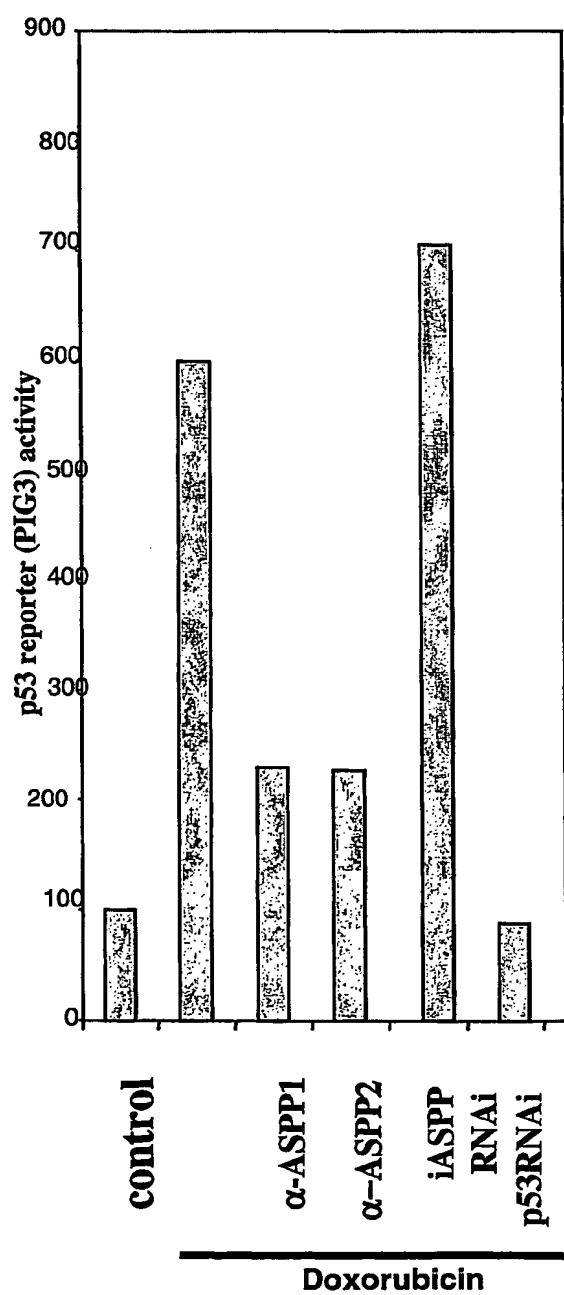 900
800
700
600
500
400
300
200
100
0
p53 reporter (PIG3) activity
control
α-ASPP1
α-ASPP2
iASPP
RNAi
p53RNAi
Doxorubicin